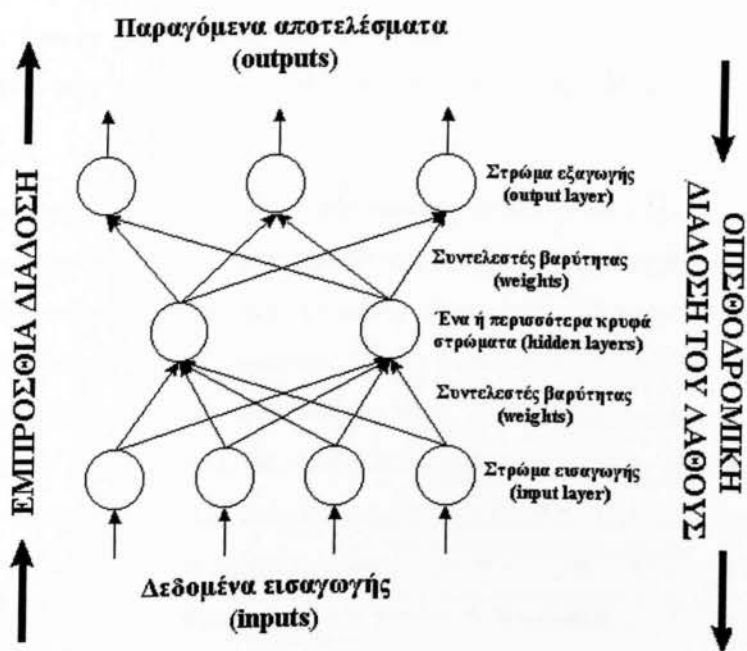 Παραγόμενα αποτελέσματα
(outputs)
ΕΜΠΡΟΣΘΙΑ ΔΙΑΔΟΣΗ
Στρώμα εξαγωγής
(output layer)
Συντελεστές βαρύτητας
(weights)
Ένα ή περισσότερα κρυφά
στρώματα (hidden layers)
Συντελεστές βαρύτητας
(weights)
Στρώμα εισαγωγής
(input layer)
ΟΠΙΣΘΟΔΡΟΜΙΚΗ
ΔΙΑΔΟΣΗ ΤΟΥ ΛΑΘΟΥΣ
Δεδομένα εισαγωγής
(inputs)